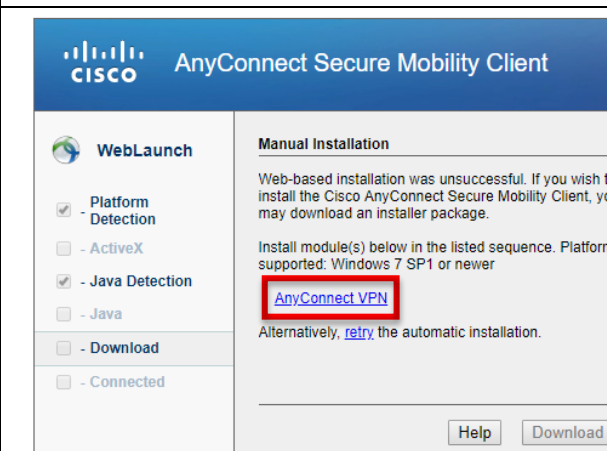 CISCO
AnyConnect Secure Mobility Client
WebLaunch
- Platform
Detection
- ActiveX
- Java Detection
- Java
- Download
- Connected
Manual Installation
Web-based installation was unsuccessful. If you wish
install the Cisco AnyConnect Secure Mobility Client,
may download an installer package.
Install module(s) below in the listed sequence.
supported: Windows 7 SP1 or newer
AnyConnect VPN
Alternatively, retry the automatic installation.
Help
Download